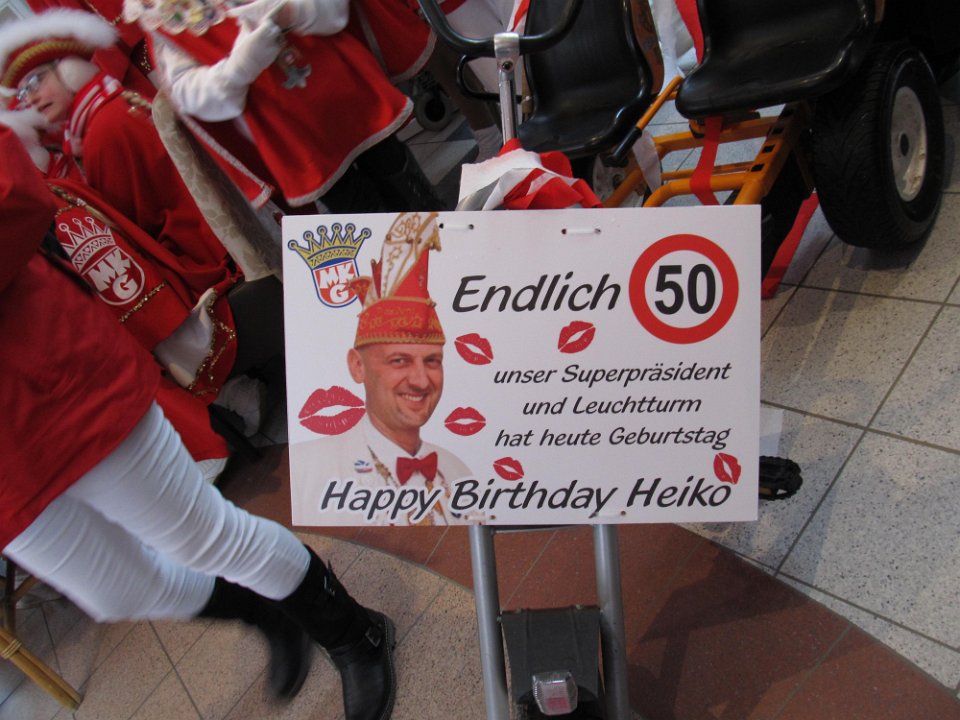 MKG
MKG
Endlich 50
unser Superpräsident
und Leuchtturm
hat heute Geburtstag
Happy Birthday Heiko